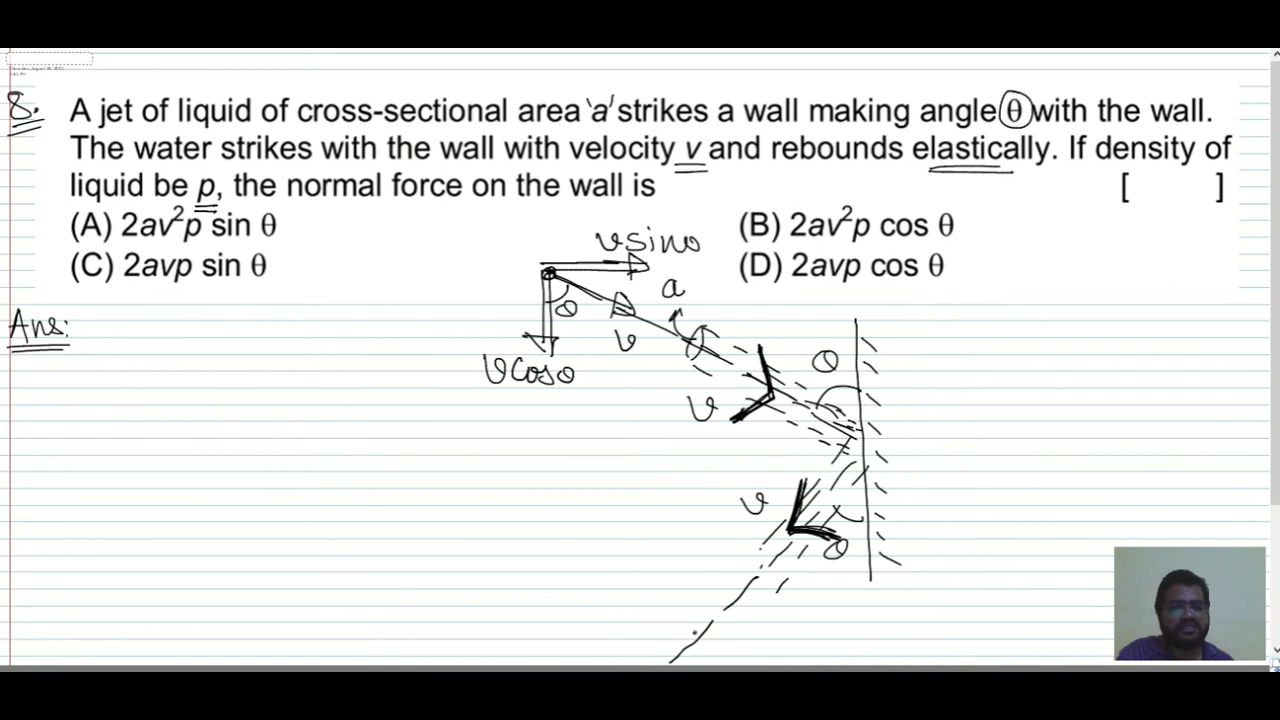 8. A jet of liquid of cross-sectional area 'a' strikes a wall making angle θ with the wall.
The water strikes with the wall with velocity v and rebounds elastically. If density of
liquid be p, the normal force on the wall is [ ]
(A) 2av²p sin θ (B) 2av²p cos θ
(C) 2avp sin θ (D) 2avp cos θ
v sinθ
a
θ
Ans:
v
v cosθ
θ
v
v
θ